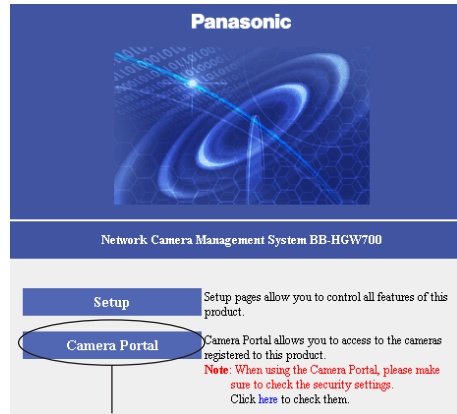 Panasonic
Network Camera Management System BB-HGW700
Setup
Setup pages allow you to control all features of this
product.
Camera Portal
Camera Portal allows you to access to the cameras
registered to this product.
Note: When using the Camera Portal, please make
sure to check the security settings.
Click here to check them.